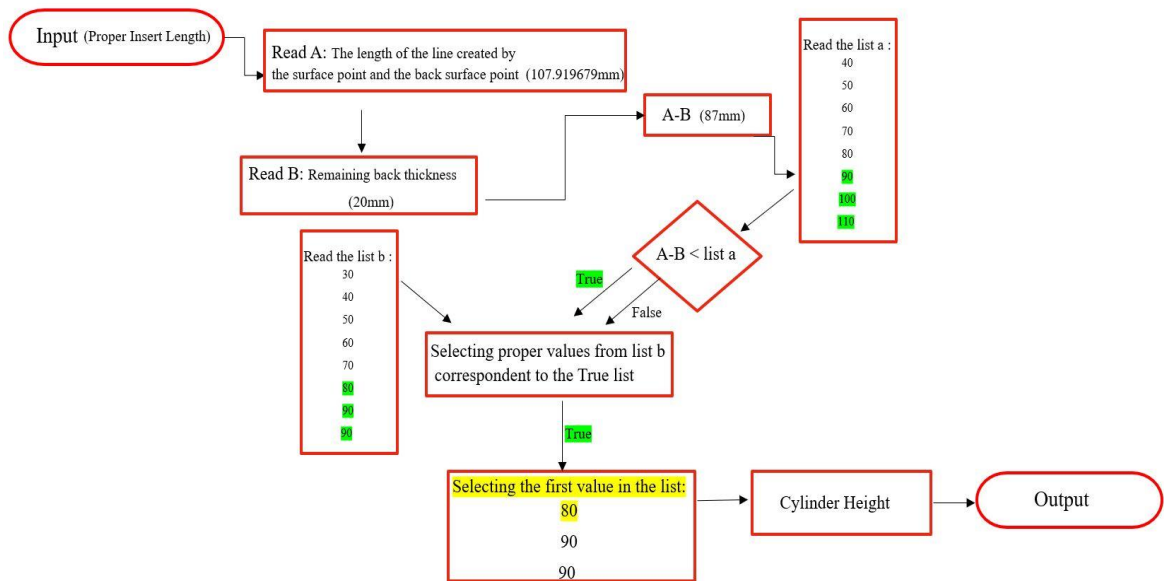 Input (Proper Insert Length)
Read A: The length of the line created by
the surface point and the back surface point (107.919679mm)
Read B: Remaining back thickness
(20mm)
A-B (87mm)
Read the list a :
40
50
60
70
80
90
100
110
A-B < list a
True
False
Read the list b :
30
40
50
60
70
80
90
90
Selecting proper values from list b
correspondent to the True list
True
Selecting the first value in the list:
80
90
90
Cylinder Height
Output